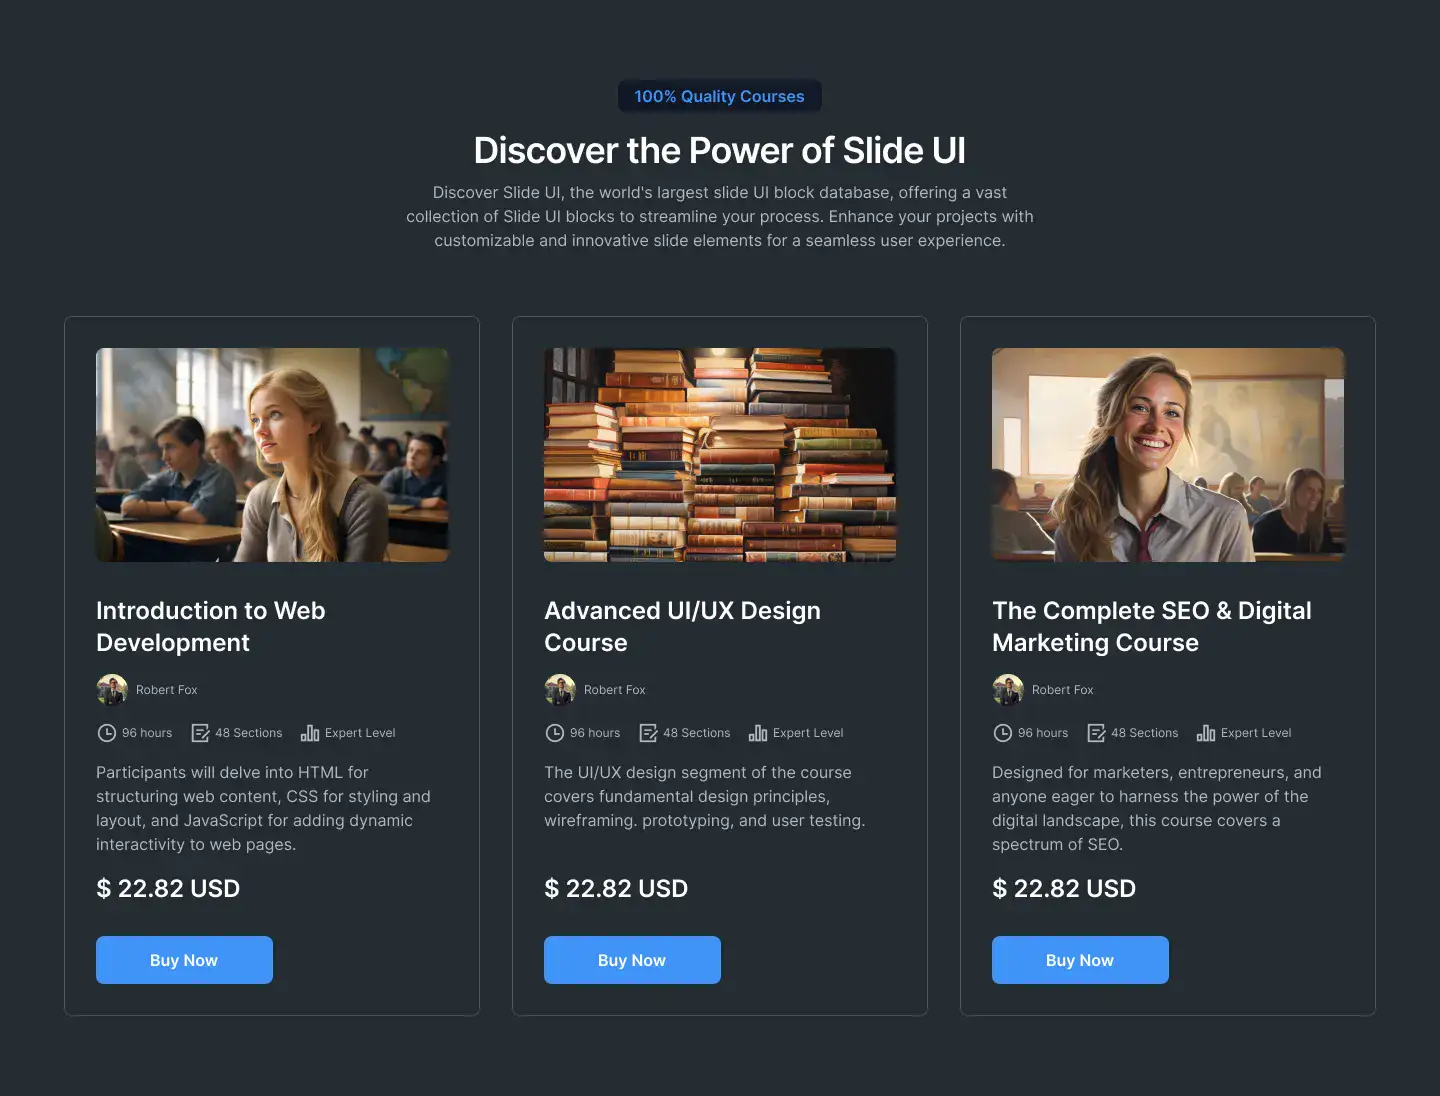 100% Quality Courses
Discover the Power of Slide UI
Discover Slide UI, the world's largest slide UI block database, offering a vast
collection of Slide UI blocks to streamline your process. Enhance your projects with
customizable and innovative slide elements for a seamless user experience.
Introduction to Web
Development
Robert Fox
96 hours 48 Sections Expert Level
Participants will delve into HTML for
structuring web content, CSS for styling and
layout, and JavaScript for adding dynamic
interactivity to web pages.
$ 22.82 USD
Buy Now
Advanced UI/UX Design
Course
Robert Fox
96 hours 48 Sections Expert Level
The UI/UX design segment of the course
covers fundamental design principles,
wireframing. prototyping, and user testing.
$ 22.82 USD
Buy Now
The Complete SEO & Digital
Marketing Course
Robert Fox
96 hours 48 Sections Expert Level
Designed for marketers, entrepreneurs, and
anyone eager to harness the power of the
digital landscape, this course covers a
spectrum of SEO.
$ 22.82 USD
Buy Now